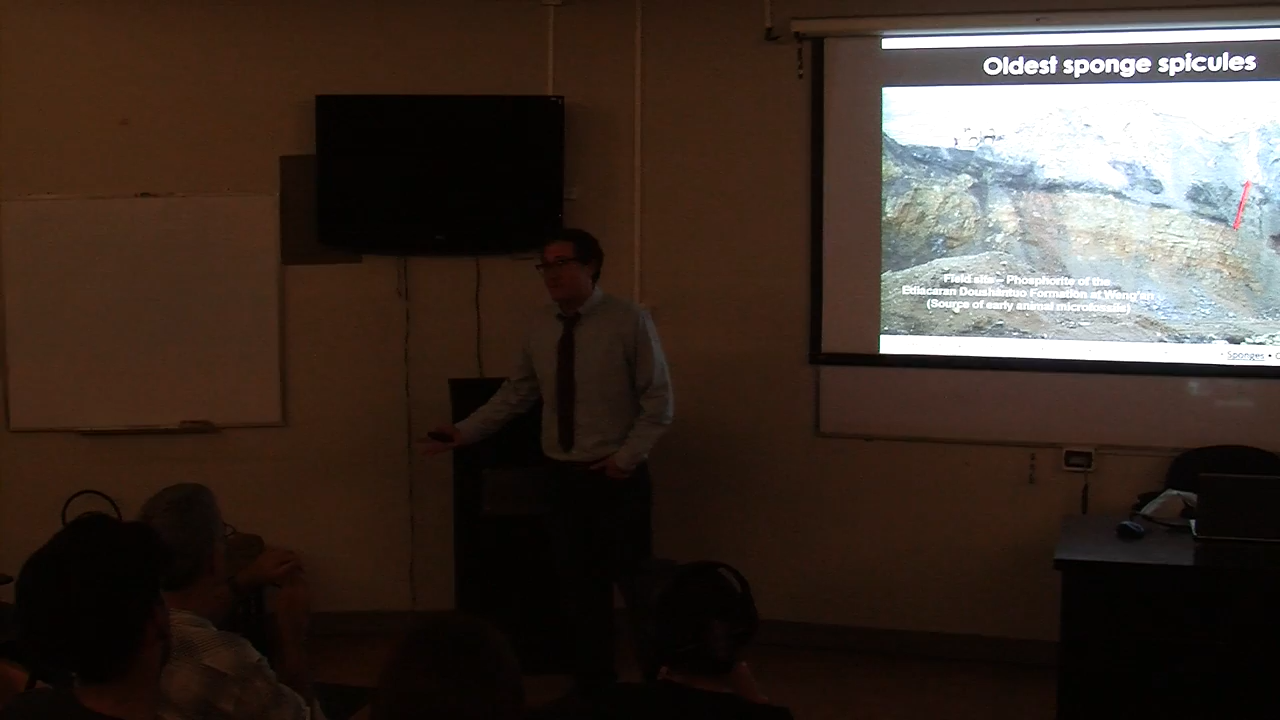 Oldest sponge spicules
Field site – Phosphorite of the
Ediacaran Doushantuo Formation at Weng'an
(Source of early animal microfossils)
• Sponges •